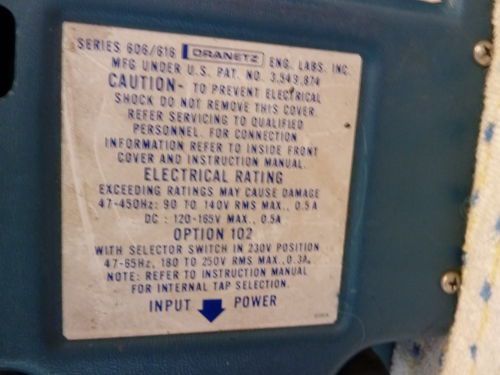 SERIES 606/616 DRANETZ ENG. LABS. INC.
MFG UNDER U.S. PAT. NO. 3,549,874
CAUTION- TO PREVENT ELECTRICAL
SHOCK DO NOT REMOVE THIS COVER.
REFER SERVICING TO QUALIFIED
PERSONNEL. FOR CONNECTION
INFORMATION REFER TO INSIDE FRONT
COVER AND INSTRUCTION MANUAL.
ELECTRICAL RATING
EXCEEDING RATINGS MAY CAUSE DAMAGE
47-450Hz: 90 TO 140V RMS MAX., 0.5A
DC: 120-165V MAX., 0.5A
OPTION 102
WITH SELECTOR SWITCH IN 230V POSITION
47-65Hz, 180 TO 250V RMS MAX., 0.3A.
NOTE: REFER TO INSTRUCTION MANUAL
FOR INTERNAL TAP SELECTION.
INPUT POWER